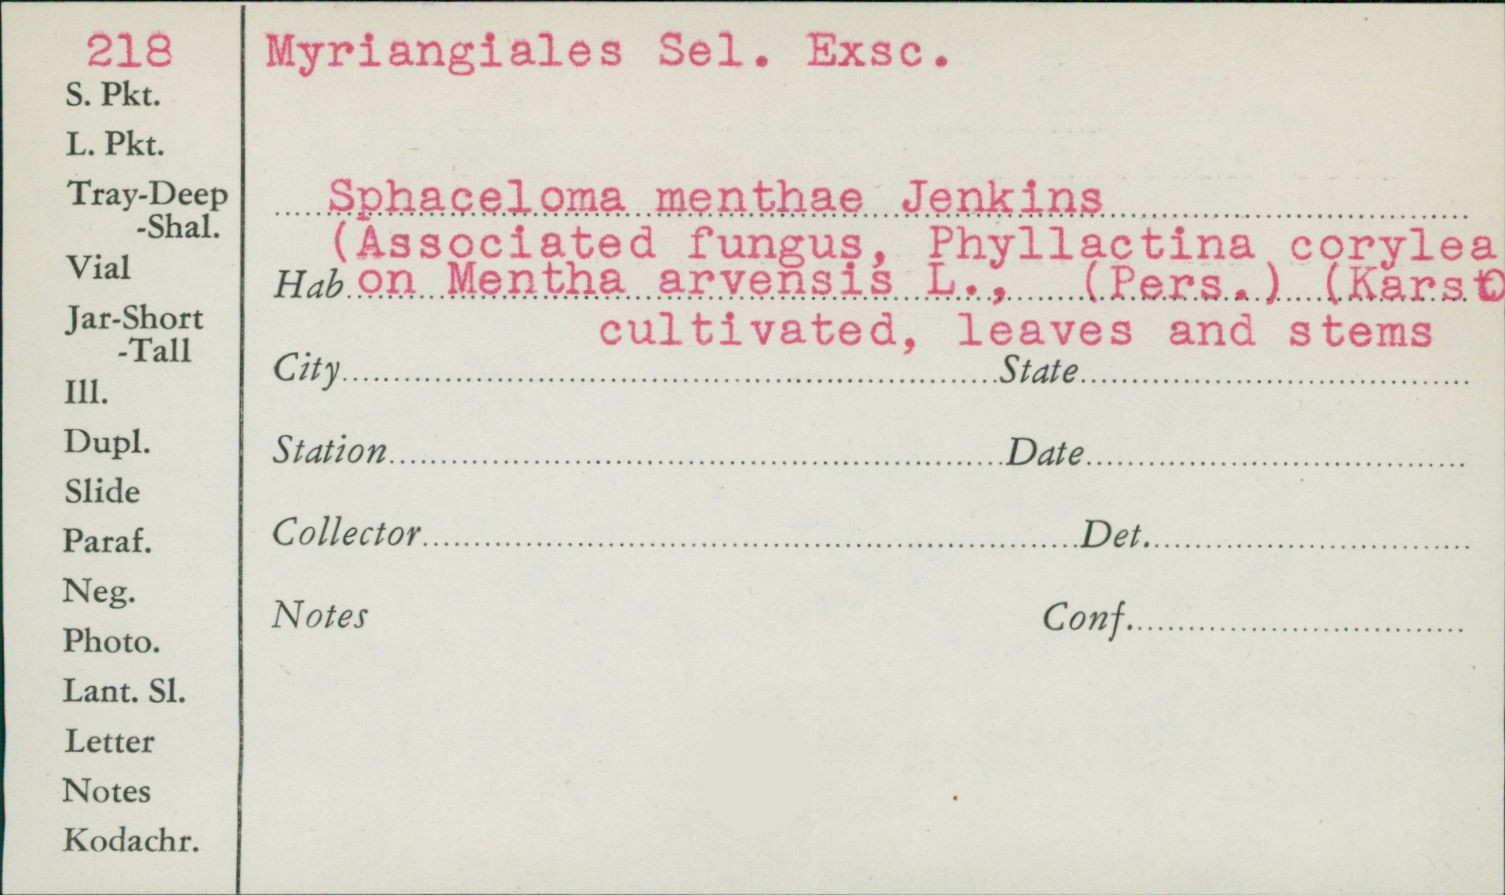 218
Myriangiales Sel. Exsc.
S. Pkt.
L. Pkt.
Tray-Deep
-Shal.
Vial
Jar-Short
-Tall
Ill.
Dupl.
Slide
Paraf.
Neg.
Photo.
Lant. Sl.
Letter
Notes
Kodachr.
Sphaceloma menthae Jenkins
(Associated fungus, Phyllactina corylea
Hab on Mentha arvensis L., (Pers.) (Karst)
cultivated, leaves and stems
City State
Station Date
Collector Det.
Notes Conf.